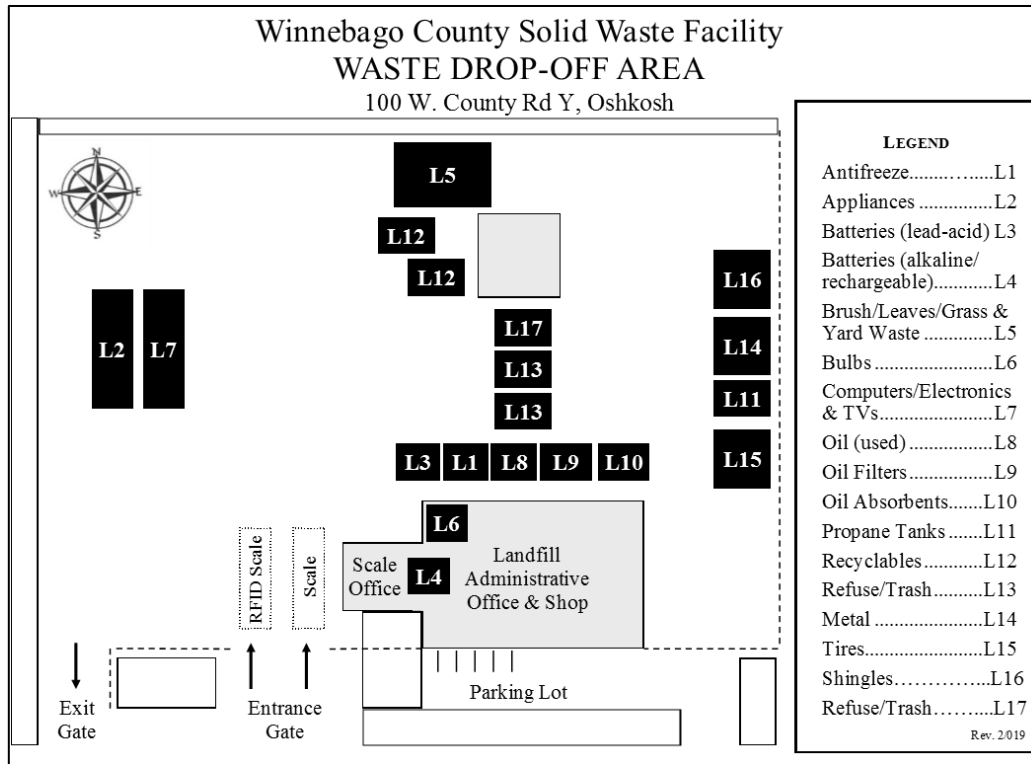 Winnebago County Solid Waste Facility
WASTE DROP-OFF AREA
100 W. County Rd Y, Oshkosh
N
W E
S
L5
L12
L12
L16
L2 L7
L17
L14
L13
L11
L13
L3 L1 L8 L9 L10
L15
L6
RFID Scale
Scale
Scale
Office
L4
Landfill
Administrative
Office & Shop
Exit
Gate
Entrance
Gate
Parking Lot
LEGEND
Antifreeze.......…......L1
Appliances ...............L2
Batteries (lead-acid) L3
Batteries (alkaline/
rechargeable)............L4
Brush/Leaves/Grass &
Yard Waste ..............L5
Bulbs ......................L6
Computers/Electronics
& TVs......................L7
Oil (used) .................L8
Oil Filters.................L9
Oil Absorbents.......L10
Propane Tanks ......L11
Recyclables ...........L12
Refuse/Trash..........L13
Metal .....................L14
Tires.......................L15
Shingles…………...L16
Refuse/Trash…......L17
Rev. 2/019